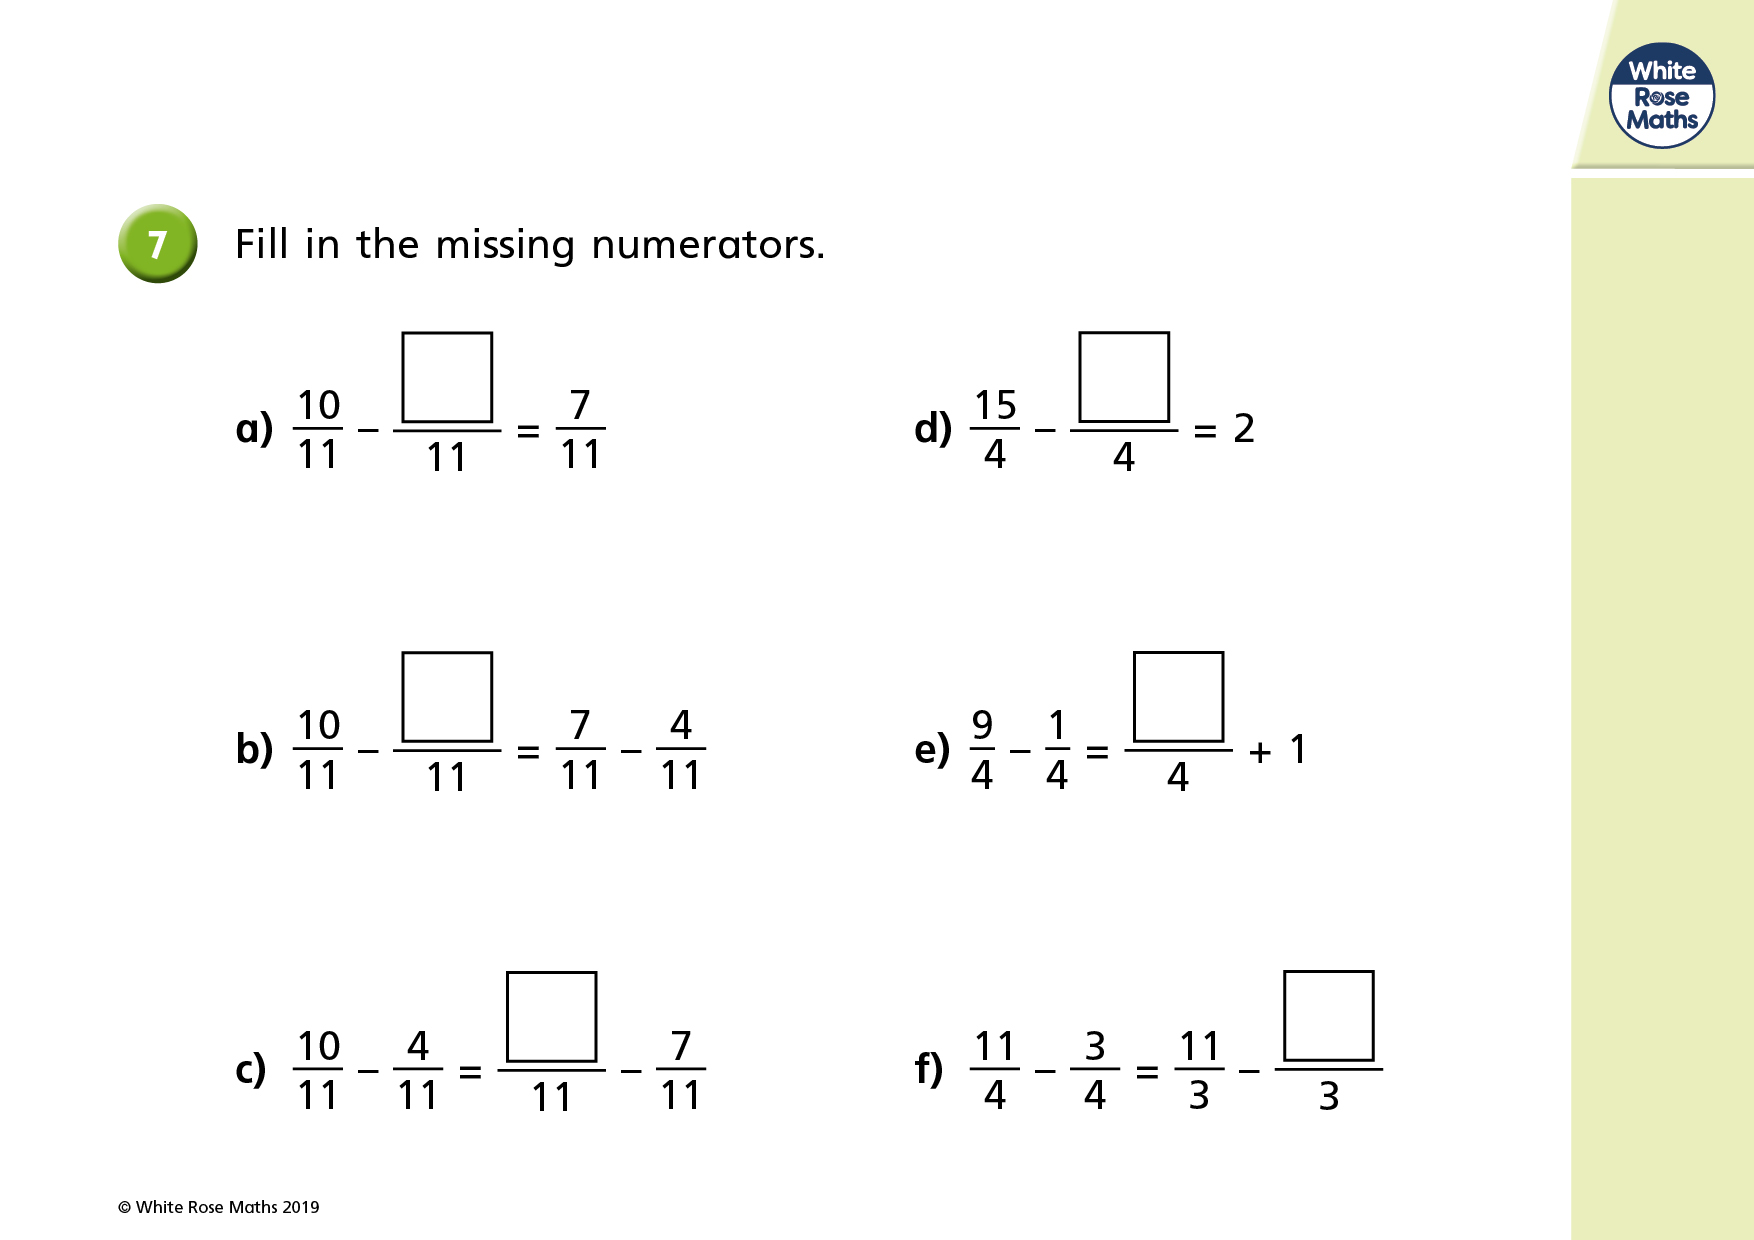 White
Rose
Maths
7 Fill in the missing numerators.
a) 10/11 − □/11 = 7/11
d) 15/4 − □/4 = 2
b) 10/11 − □/11 = 7/11 − 4/11
e) 9/4 − 1/4 = □/4 + 1
c) 10/11 − 4/11 = □/11 − 7/11
f) 11/4 − 3/4 = 11/3 − □/3
© White Rose Maths 2019